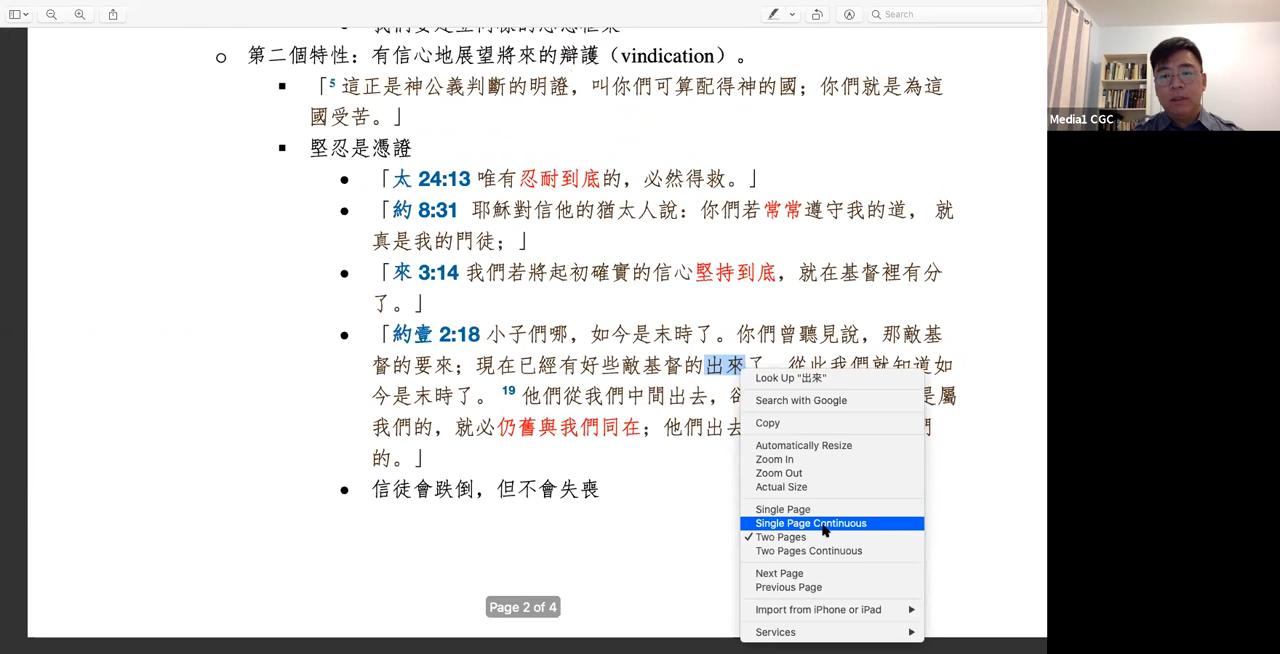 Search
Media1 CGC
○ 第二個特性：有信心地展望將來的辯護（vindication）。
▪ 「5 這正是神公義判斷的明證，叫你們可算配得神的國；你們就是為這
國受苦。」
▪ 堅忍是憑證
● 「太 24:13 唯有忍耐到底的，必然得救。」
● 「約 8:31 耶穌對信他的猶太人說：你們若常常遵守我的道， 就
真是我的門徒；」
● 「來 3:14 我們若將起初確實的信心堅持到底，就在基督裡有分
了。」
● 「約壹 2:18 小子們哪，如今是末時了。你們曾聽見說，那敵基
督的要來；現在已經有好些敵基督的出來了，從此我們就知道如
今是末時了。 19 他們從我們中間出去，是屬
我們的，就必仍舊與我們同在；他們出去們
的。」
● 信徒會跌倒，但不會失喪
Look Up "出來"
Search with Google
Copy
Automatically Resize
Zoom In
Zoom Out
Actual Size
Single Page
Single Page Continuous
✓ Two Pages
Two Pages Continuous
Next Page
Previous Page
Import from iPhone or iPad
Services
Page 2 of 4